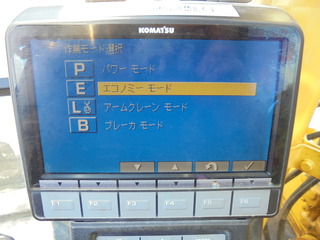 KOMATSU
作業モード選択
P パワー モード
E エコノミー モード
L アームクレーン モード
B ブレーカ モード
F1 F2 F3 F4 F5 F6